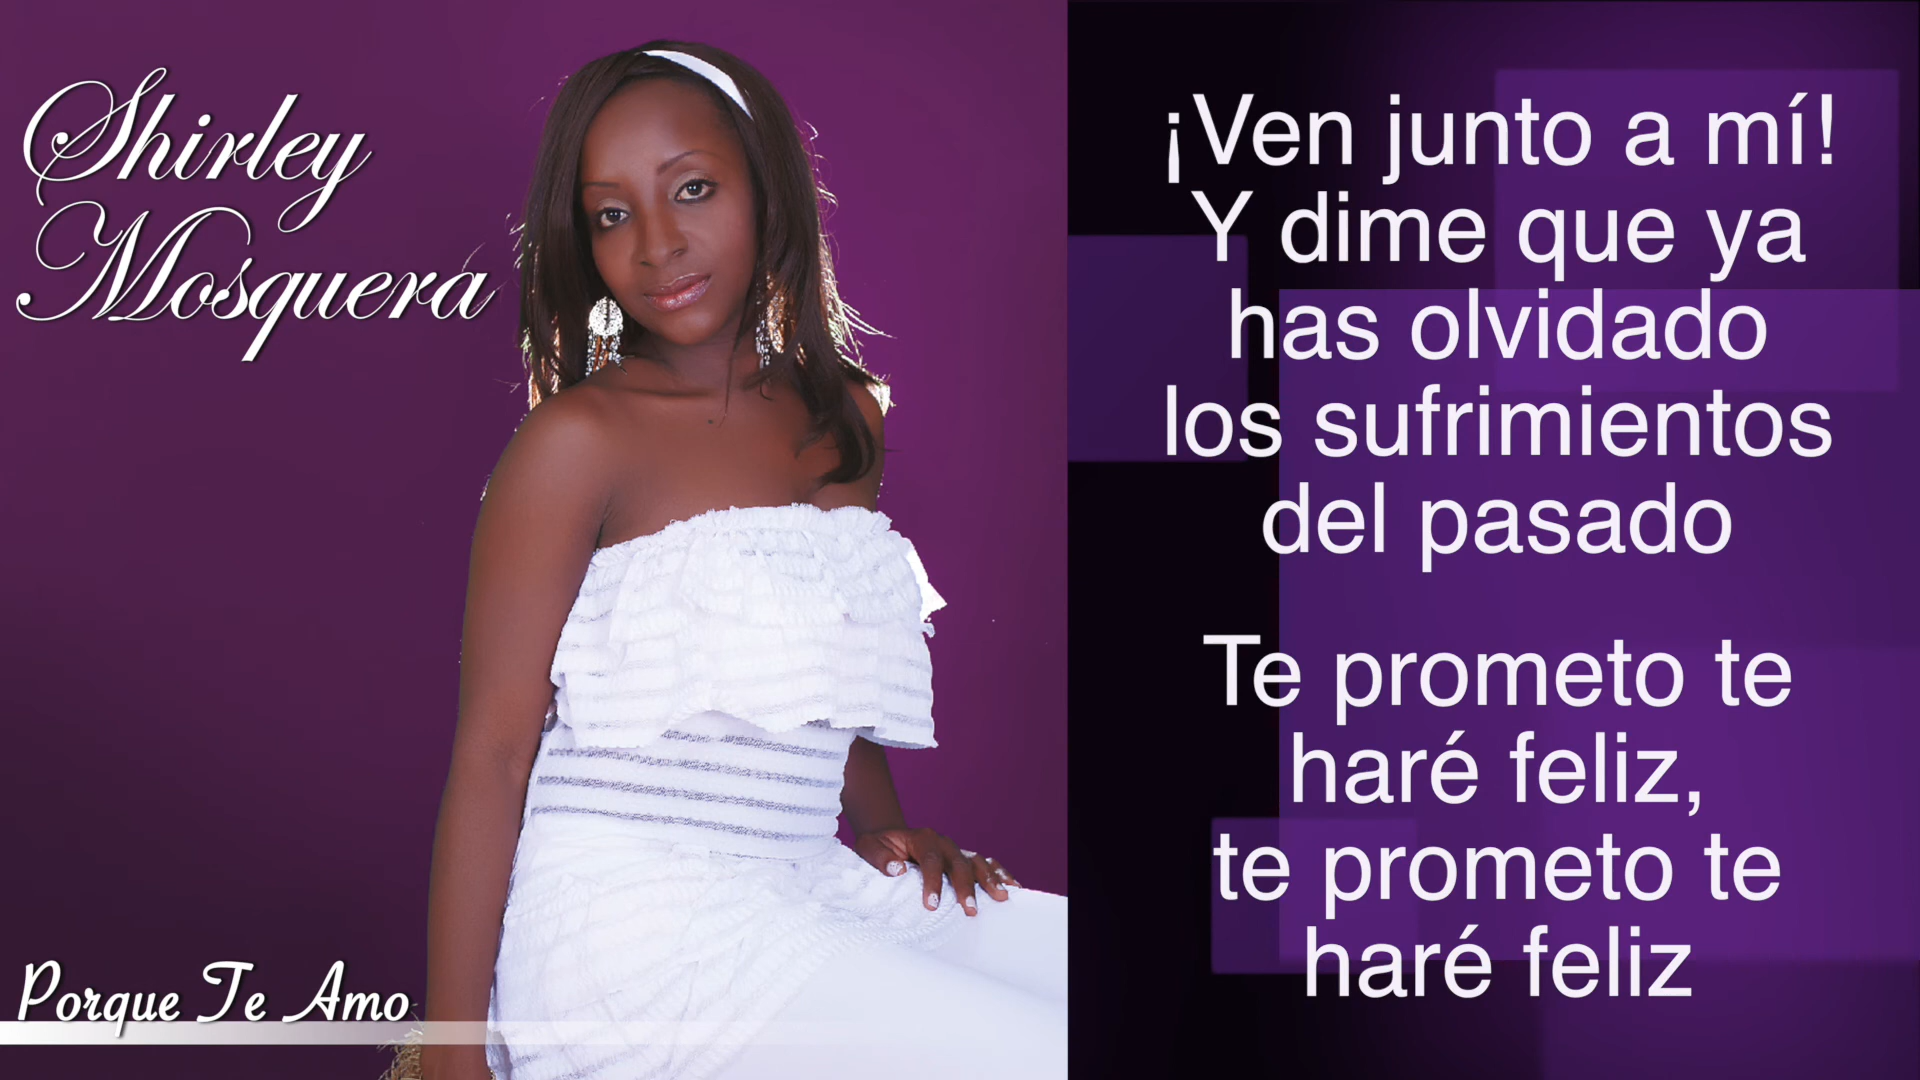 Shirley
Mosquera
Porque Te Amo
¡Ven junto a mí!
Y dime que ya
has olvidado
los sufrimientos
del pasado
Te prometo te
haré feliz,
te prometo te
haré feliz